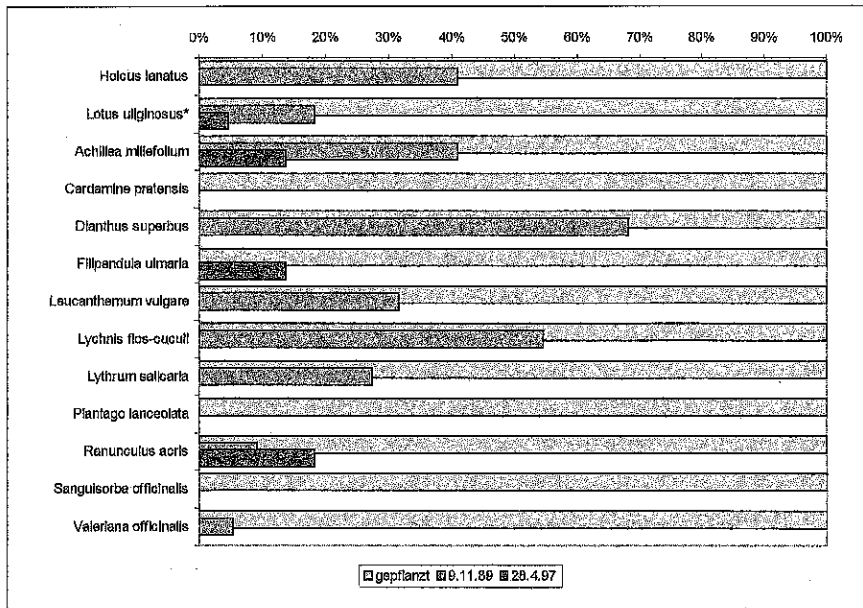 0% 10% 20% 30% 40% 50% 60% 70% 80% 90% 100%
Holcus lanatus
Lotus uliginosus*
Achillea millefolium
Cardamine pratensis
Dianthus superbus
Filipendula ulmaria
Leucanthemum vulgare
Lychnis flos-cuculi
Lythrum salicaria
Plantago lanceolata
Ranunculus acris
Sanguisorba officinalis
Valeriana officinalis
gepflanzt 9.11.89 28.4.97